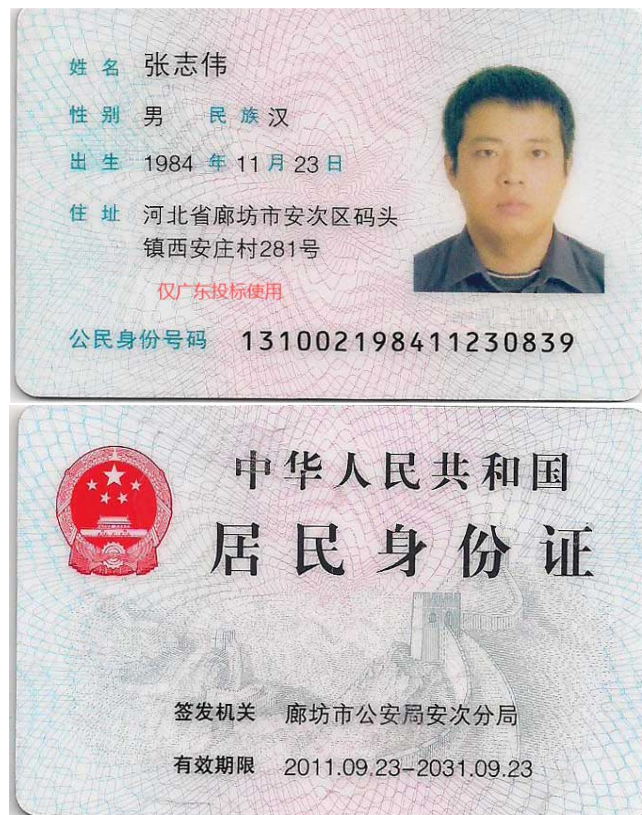 姓名 张志伟
性别 男 民族 汉
出生 1984 年 11 月 23 日
住址 河北省廊坊市安次区码头
镇西安庄村281号
仅广东投标使用
公民身份号码 131002198411230839
中华人民共和国
居民身份证
签发机关 廊坊市公安局安次分局
有效期限 2011.09.23-2031.09.23